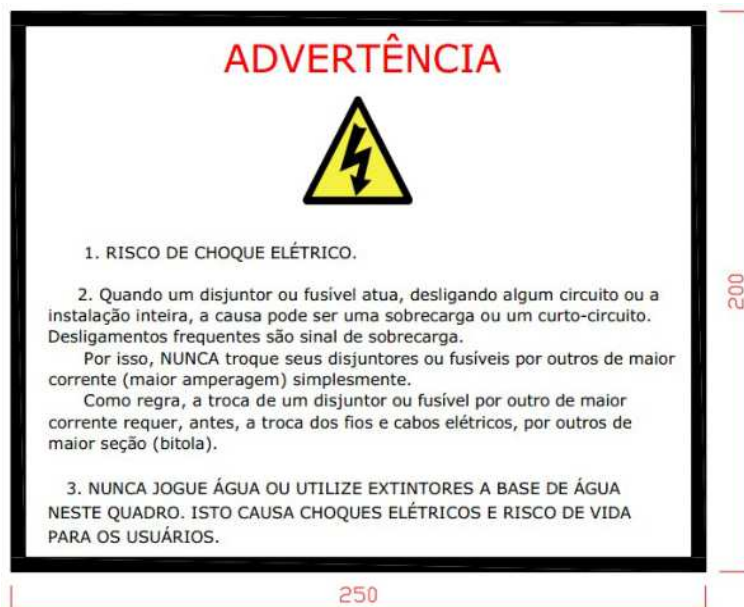 ADVERTÊNCIA
1. RISCO DE CHOQUE ELÉTRICO.
2. Quando um disjuntor ou fusível atua, desligando algum circuito ou a
instalação inteira, a causa pode ser uma sobrecarga ou um curto-circuito.
Desligamentos frequentes são sinal de sobrecarga.
Por isso, NUNCA troque seus disjuntores ou fusíveis por outros de maior
corrente (maior amperagem) simplesmente.
Como regra, a troca de um disjuntor ou fusível por outro de maior
corrente requer, antes, a troca dos fios e cabos elétricos, por outros de
maior seção (bitola).
3. NUNCA JOGUE ÁGUA OU UTILIZE EXTINTORES A BASE DE ÁGUA
NESTE QUADRO. ISTO CAUSA CHOQUES ELÉTRICOS E RISCO DE VIDA
PARA OS USUÁRIOS.
200
250